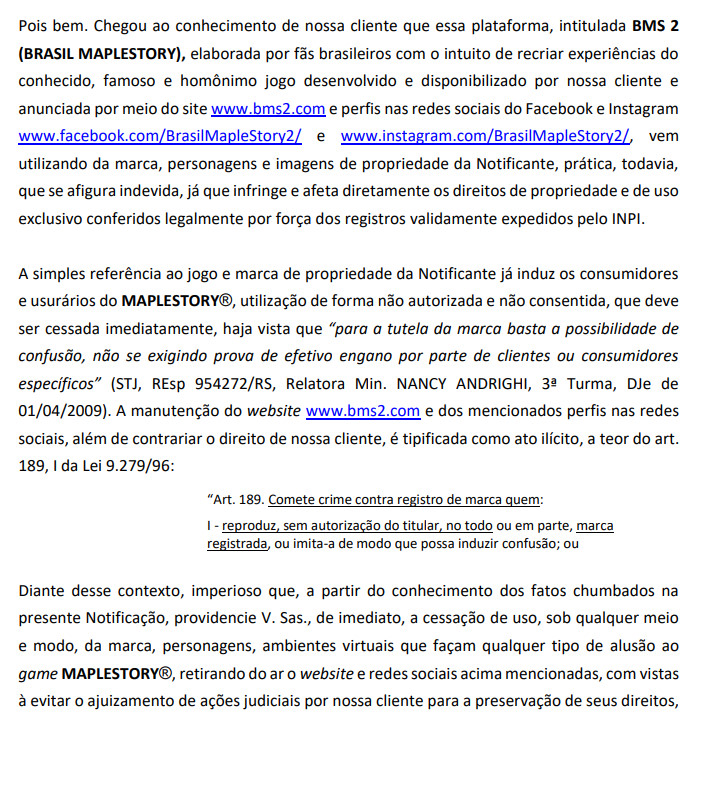 Pois bem. Chegou ao conhecimento de nossa cliente que essa plataforma, intitulada BMS 2
(BRASIL MAPLESTORY), elaborada por fãs brasileiros com o intuito de recriar experiências do
conhecido, famoso e homônimo jogo desenvolvido e disponibilizado por nossa cliente e
anunciada por meio do site www.bms2.com e perfis nas redes sociais do Facebook e Instagram
www.facebook.com/BrasilMapleStory2/ e www.instagram.com/BrasilMapleStory2/, vem
utilizando da marca, personagens e imagens de propriedade da Notificante, prática, todavia,
que se afigura indevida, já que infringe e afeta diretamente os direitos de propriedade e de uso
exclusivo conferidos legalmente por força dos registros validamente expedidos pelo INPI.
A simples referência ao jogo e marca de propriedade da Notificante já induz os consumidores
e usurários do MAPLESTORY®, utilização de forma não autorizada e não consentida, que deve
ser cessada imediatamente, haja vista que “para a tutela da marca basta a possibilidade de
confusão, não se exigindo prova de efetivo engano por parte de clientes ou consumidores
específicos” (STJ, REsp 954272/RS, Relatora Min. NANCY ANDRIGHI, 3ª Turma, DJe de
01/04/2009). A manutenção do website www.bms2.com e dos mencionados perfis nas redes
sociais, além de contrariar o direito de nossa cliente, é tipificada como ato ilícito, a teor do art.
189, I da Lei 9.279/96:
“Art. 189. Comete crime contra registro de marca quem:
I - reproduz, sem autorização do titular, no todo ou em parte, marca
registrada, ou imita-a de modo que possa induzir confusão; ou
Diante desse contexto, imperioso que, a partir do conhecimento dos fatos chumbados na
presente Notificação, providencie V. Sas., de imediato, a cessação de uso, sob qualquer meio
e modo, da marca, personagens, ambientes virtuais que façam qualquer tipo de alusão ao
game MAPLESTORY®, retirando do ar o website e redes sociais acima mencionadas, com vistas
à evitar o ajuizamento de ações judiciais por nossa cliente para a preservação de seus direitos,